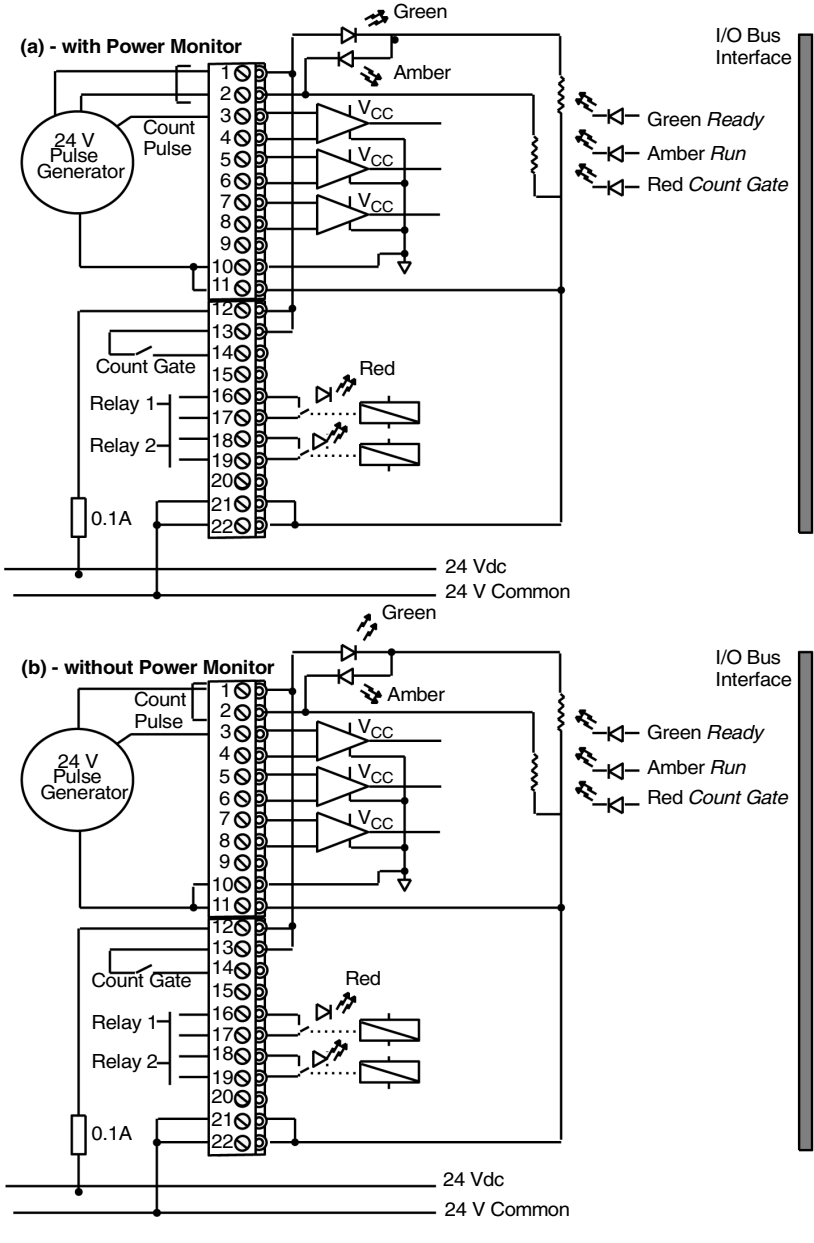 Green
(a) - with Power Monitor
Amber
I/O Bus
Interface
1
2
3
4
5
6
7
8
9
10
11
12
13
14
15
16
17
18
19
20
21
22
24 V
Pulse
Generator
Count
Pulse
VCC
VCC
VCC
Green Ready
Amber Run
Red Count Gate
Count Gate
Red
Relay 1
Relay 2
0.1A
24 Vdc
24 V Common
Green
(b) - without Power Monitor
Amber
I/O Bus
Interface
1
2
3
4
5
6
7
8
9
10
11
12
13
14
15
16
17
18
19
20
21
22
Count
Pulse
24 V
Pulse
Generator
VCC
VCC
VCC
Green Ready
Amber Run
Red Count Gate
Count Gate
Red
Relay 1
Relay 2
0.1A
24 Vdc
24 V Common